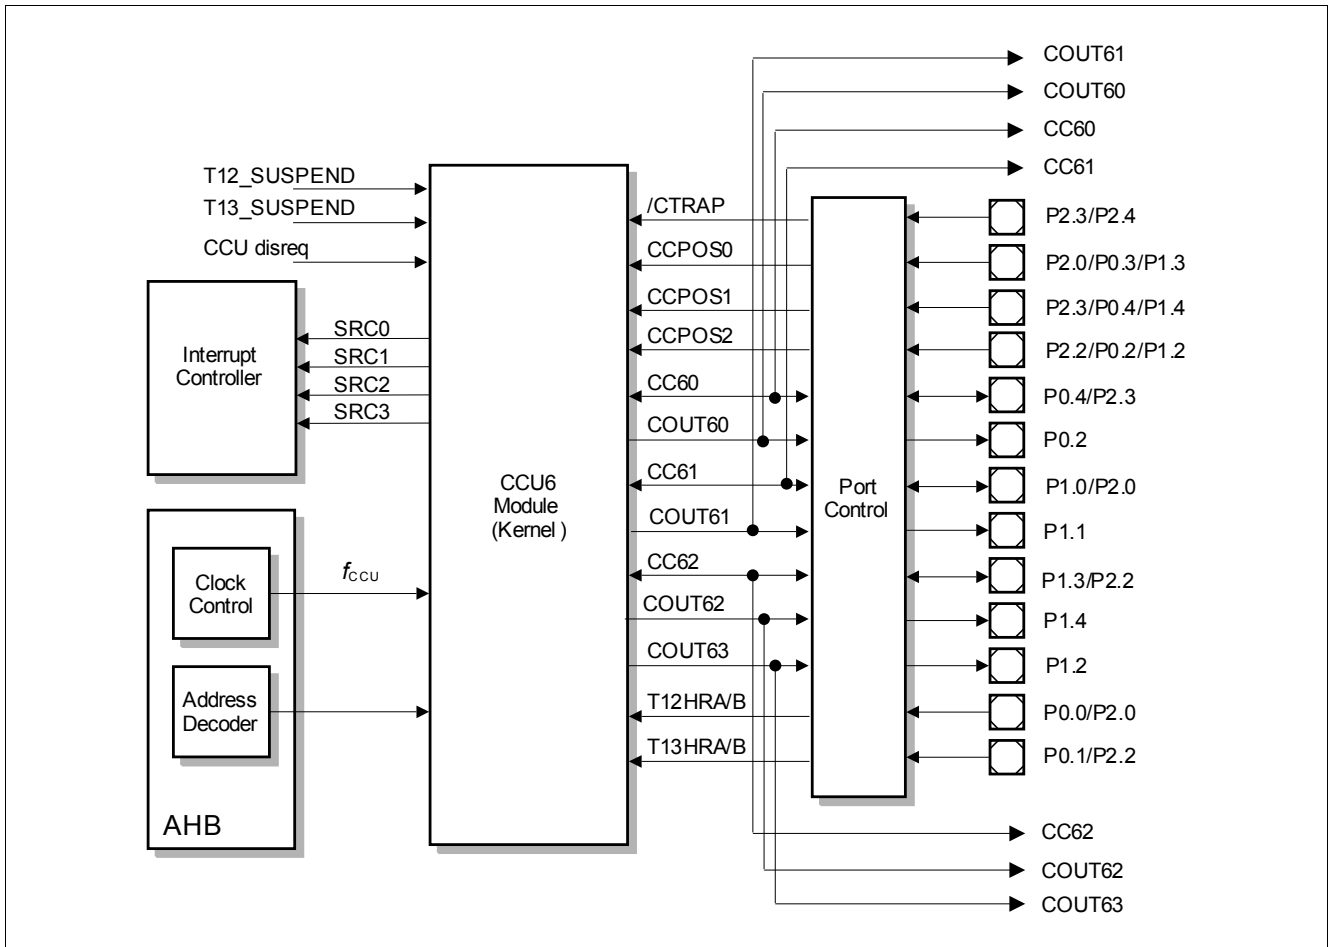 COUT61
COUT60
CC60
CC61
T12_SUSPEND
T13_SUSPEND
CCU disreq
/CTRAP
P2.3/P2.4
CCPOS0
P2.0/P0.3/P1.3
CCPOS1
P2.3/P0.4/P1.4
CCPOS2
P2.2/P0.2/P1.2
Interrupt
Controller
SRC0
SRC1
SRC2
SRC3
CC60
P0.4/P2.3
COUT60
P0.2
CC61
P1.0/P2.0
CCU6
Module
(Kernel )
Port
Control
COUT61
P1.1
CC62
P1.3/P2.2
COUT62
P1.4
COUT63
P1.2
T12HRA/B
P0.0/P2.0
T13HRA/B
P0.1/P2.2
Clock
Control
fCCU
Address
Decoder
AHB
CC62
COUT62
COUT63